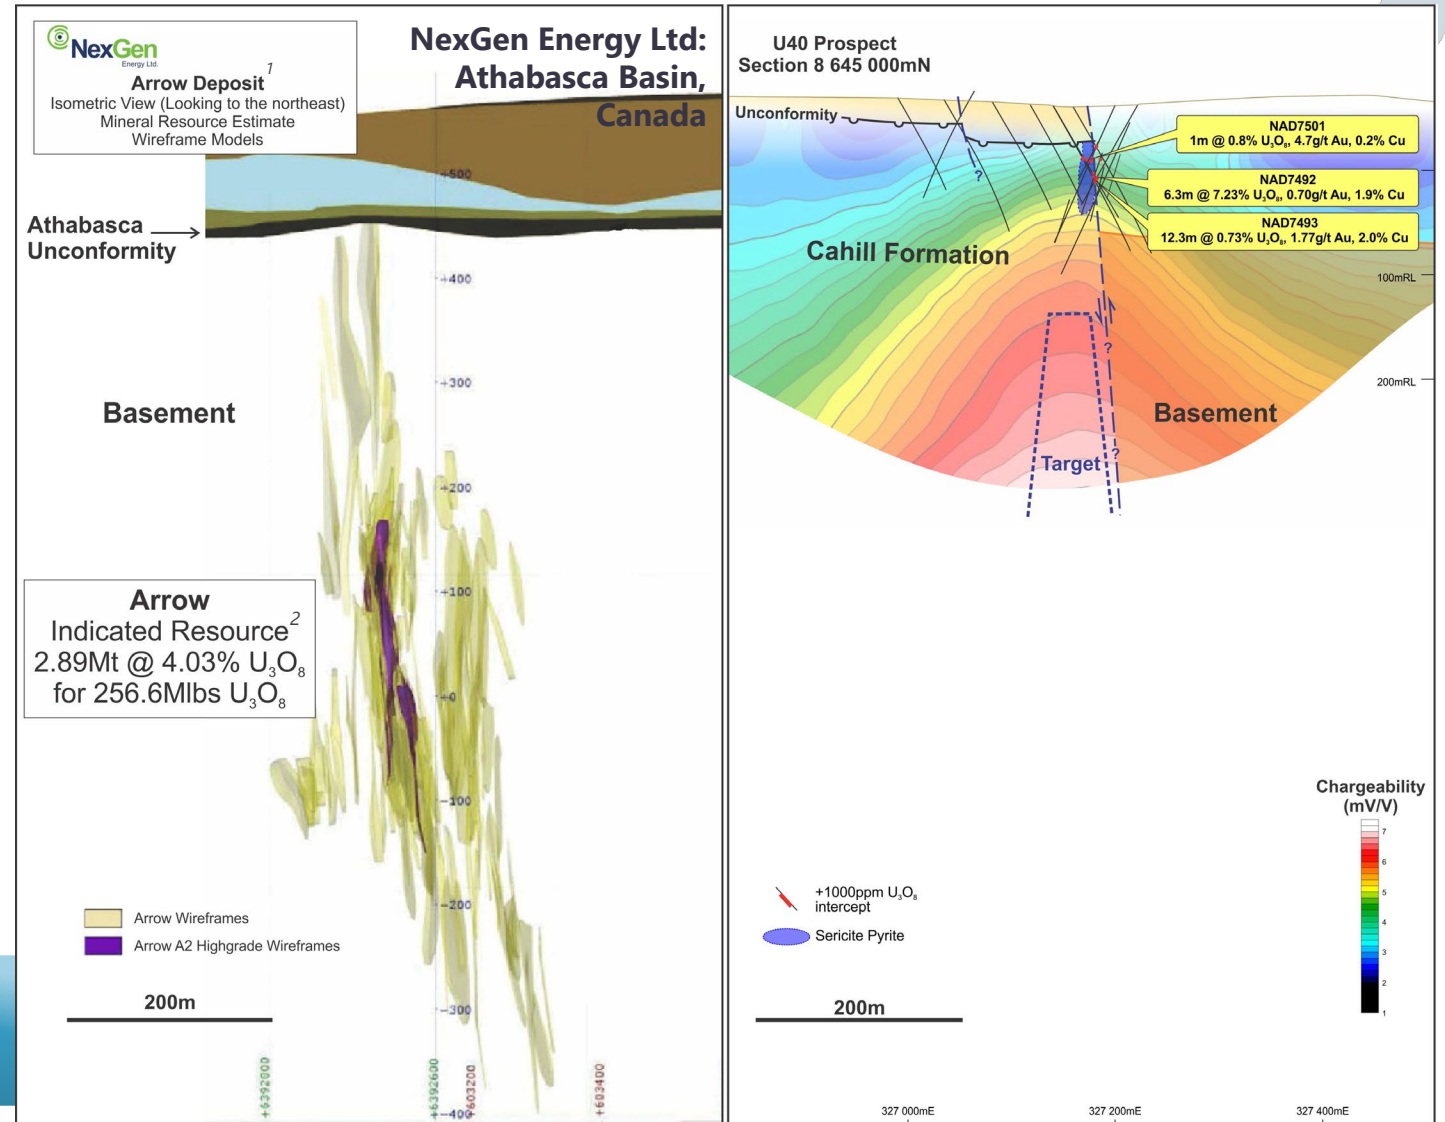 NexGen
Energy Ltd.
Arrow Deposit¹
Isometric View (Looking to the northeast)
Mineral Resource Estimate
Wireframe Models
NexGen Energy Ltd:
Athabasca Basin,
Canada
Athabasca
Unconformity
+500
+400
+300
+200
+100
+0
-100
-200
-300
-400
Basement
Arrow
Indicated Resource²
2.89Mt @ 4.03% U₃O₈
for 256.6Mlbs U₃O₈
Arrow Wireframes
Arrow A2 Highgrade Wireframes
200m
+6392800
+6392600
+603200
+603400
U40 Prospect
Section 8 645 000mN
Unconformity
NAD7501
1m @ 0.8% U₃O₈, 4.7g/t Au, 0.2% Cu
NAD7492
6.3m @ 7.23% U₃O₈, 0.70g/t Au, 1.9% Cu
NAD7493
12.3m @ 0.73% U₃O₈, 1.77g/t Au, 2.0% Cu
?
Cahill Formation
100mRL
?
200mRL
Basement
Target
?
Chargeability
(mV/V)
7
6
5
4
3
2
1
+1000ppm U₃O₈
intercept
Sericite Pyrite
200m
327 000mE
327 200mE
327 400mE